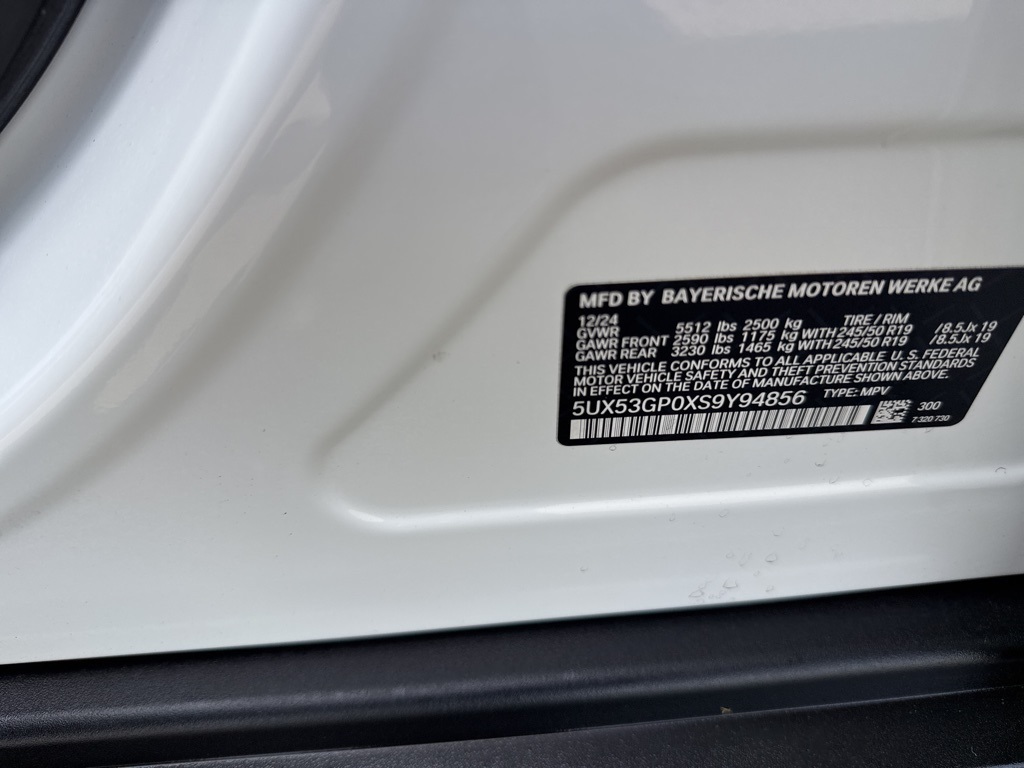 MFD BY BAYERISCHE MOTOREN WERKE AG
12/24 TIRE / RIM
GVWR 5512 lbs 2500 kg
GAWR FRONT 2590 lbs 1175 kg WITH 245/50 R19 /8.5Jx 19
GAWR REAR 3230 lbs 1465 kg WITH 245/50 R19 /8.5Jx 19
THIS VEHICLE CONFORMS TO ALL APPLICABLE U. S. FEDERAL
MOTOR VEHICLE SAFETY AND THEFT PREVENTION STANDARDS
IN EFFECT ON THE DATE OF MANUFACTURE SHOWN ABOVE.
5UX53GP0XS9Y94856 TYPE: MPV
300
7 320 730